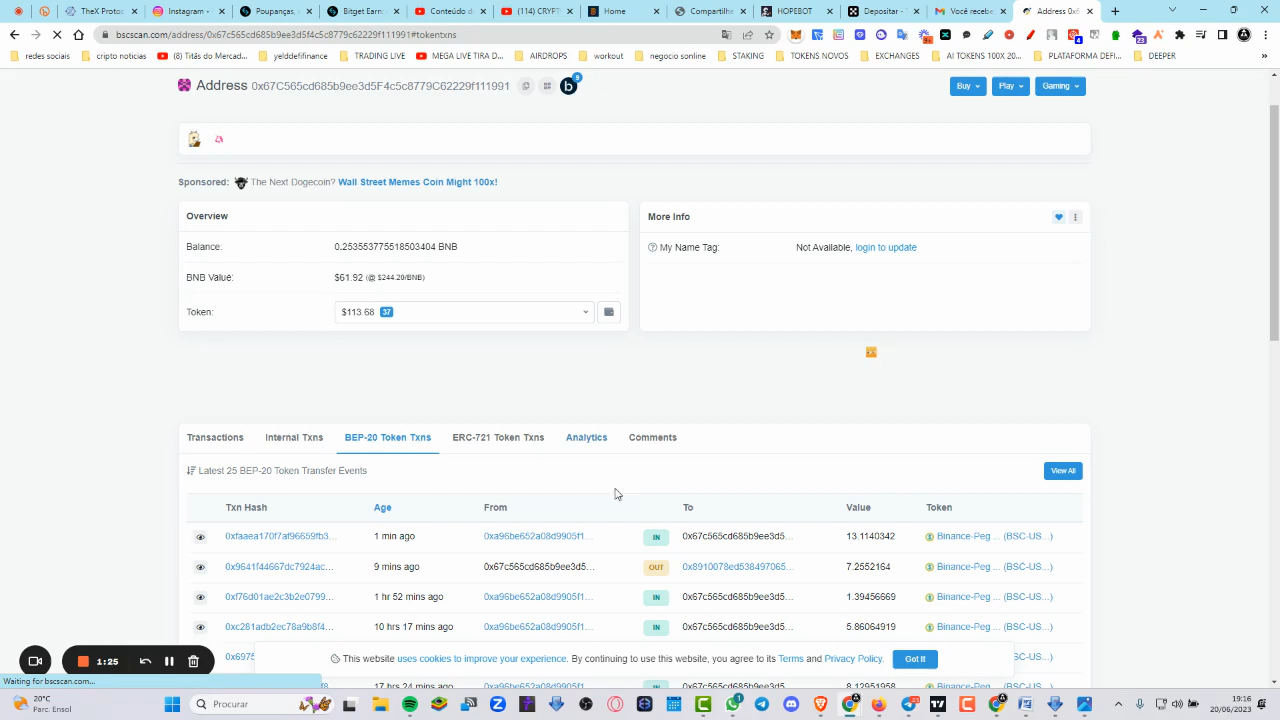 TheX Protoc
Instagram
Poupanças,
Bitget Earn
Conteúdo d
(114) CRYPT
Home
Compartilhe
HOPEBOT
Depositar -
Você recebe
Address 0x6
bscscan.com/address/0x67c565cd685b9ee3d5f4c5c8779c62229f111991#tokentxns
redes sociais
cripto noticias
(8) Titãs do Mestr
yelddefinance
LIVE
MEGA LIVE TIRA D...
AIRDROPS
workout
negocio sonline
STAKING
TOKENS NOVOS
EXCHANGES
AI TOKENS 100X 20...
PLATAFORMA DEFI...
DEEPER
Buy
Play
Gaming
Sponsored: The Next Dogecoin? Wall Street Memes Coin Might 100x!
Overview
Balance: 0.253553775518503404 BNB
BNB Value: $61.92 (@ $244.20/BNB)
Token: $113.68 37
More Info
My Name Tag: Not Available, login to update
Transactions Internal Txns BEP-20 Token Txns ERC-721 Token Txns Analytics Comments
Latest 25 BEP-20 Token Transfer Events
View All
Txn Hash Age From To Value Token
0xfaaea170f7af96659fb3... 1 min ago 0xa96be652a08d9905f1... IN 0x67c565cd685b9ee3d5... 13.1140342 Binance-Peg ... (BSC-US...)
0x9641f44667dc7924ac... 9 mins ago 0x67c565cd685b9ee3d5... OUT 0x8910078ed538497065... 7.2552164 Binance-Peg ... (BSC-US...)
0xf76d01ae2c3b2e0799... 1 hr 52 mins ago 0xa96be652a08d9905f1... IN 0x67c565cd685b9ee3d5... 1.39456669 Binance-Peg ... (BSC-US...)
0xc281adb2ec78a9b8f4... 10 hrs 17 mins ago 0xa96be652a08d9905f1... IN 0x67c565cd685b9ee3d5... 5.86064919 Binance-Peg ... (BSC-US...)
0x697
This website uses cookies to improve your experience. By continuing to use this website, you agree to its Terms and Privacy Policy.
Got It!
1:25
Waiting for bscscan.com...
20°C
Parc. Ensol
Procurar
19:16
20/06/2023